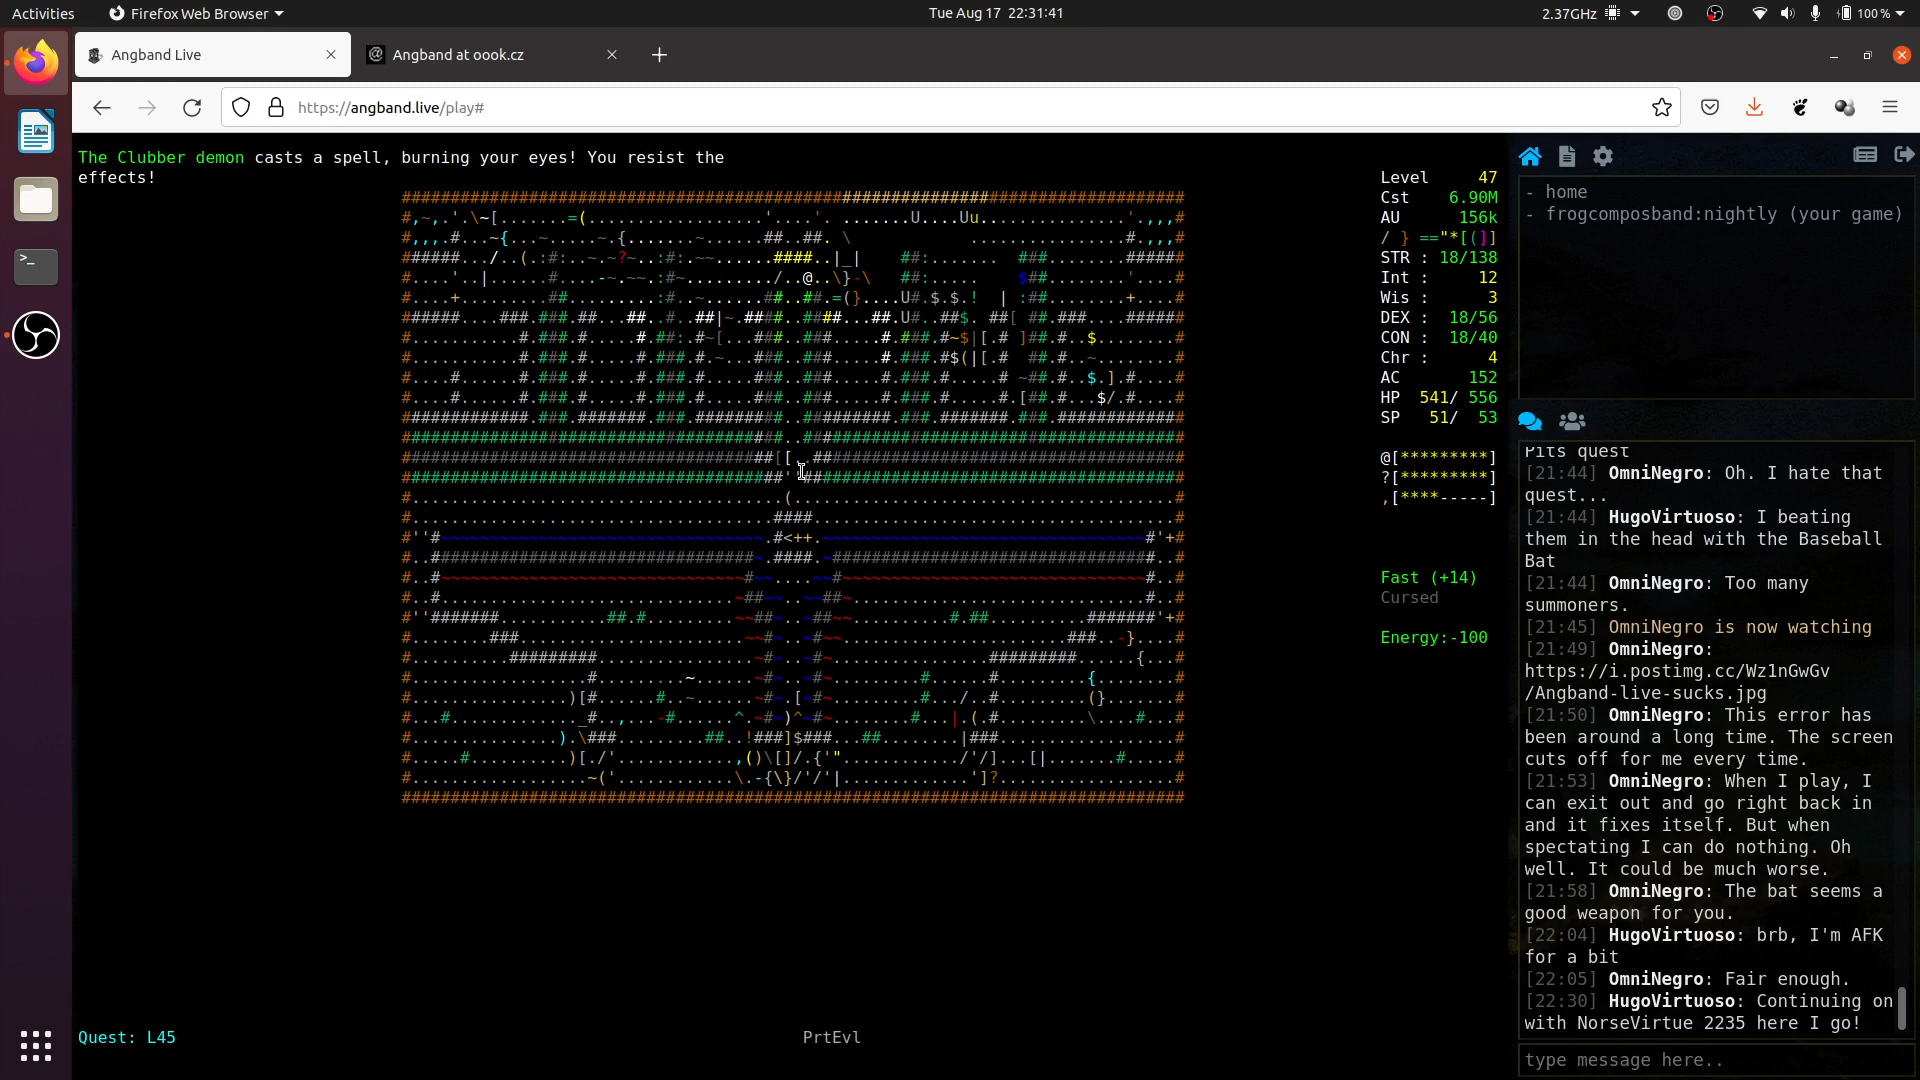 Activities
Firefox Web Browser
Tue Aug 17 22:31:41
2.37GHz
100 %
Angband Live
Angband at oook.cz
https://angband.live/play#
The Clubber demon casts a spell, burning your eyes! You resist the
effects!
Level 47
Cst 6.90M
AU 156k
/ } =="*[(]]
STR : 18/138
Int : 12
Wis : 3
DEX : 18/56
CON : 18/40
Chr : 4
AC 152
HP 541/ 556
SP 51/ 53
@[*********]
?[*********]
,[****-----]
Fast (+14)
Cursed
Energy:-100
Quest: L45
PrtEvl
- home
- frogcomposband:nightly (your game)
Pits quest
[21:44] OmniNegro: Oh. I hate that
quest...
[21:44] HugoVirtuoso: I beating
them in the head with the Baseball
Bat
[21:44] OmniNegro: Too many
summoners.
[21:45] OmniNegro is now watching
[21:49] OmniNegro:
https://i.postimg.cc/Wz1nGwGv
/Angband-live-sucks.jpg
[21:50] OmniNegro: This error has
been around a long time. The screen
cuts off for me every time.
[21:53] OmniNegro: When I play, I
can exit out and go right back in
and it fixes itself. But when
spectating I can do nothing. Oh
well. It could be much worse.
[21:58] OmniNegro: The bat seems a
good weapon for you.
[22:04] HugoVirtuoso: brb, I'm AFK
for a bit
[22:05] OmniNegro: Fair enough.
[22:30] HugoVirtuoso: Continuing on
with NorseVirtue 2235 here I go!
type message here..